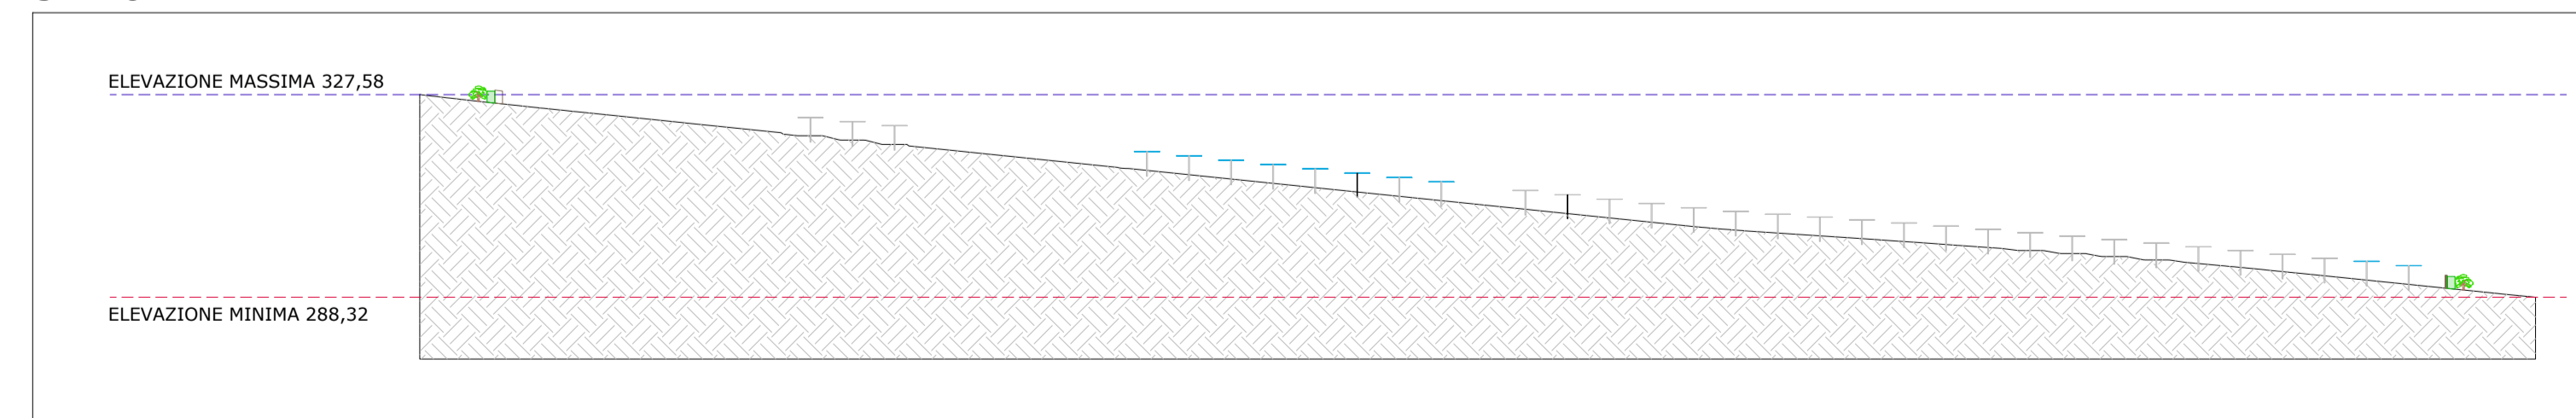 ELEVAZIONE MASSIMA 327,58
ELEVAZIONE MINIMA 288,32